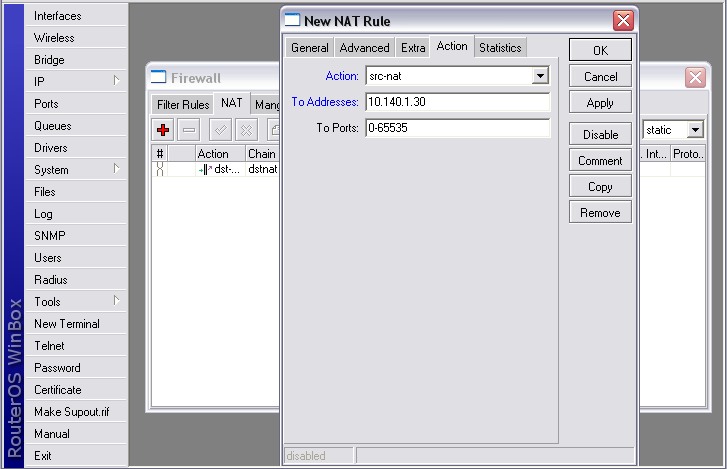 RouterOS WinBox
Interfaces
Wireless
Bridge
IP
Ports
Queues
Drivers
System
Files
Log
SNMP
Users
Radius
Tools
New Terminal
Telnet
Password
Certificate
Make Supout.rif
Manual
Exit
Firewall
Filter Rules NAT Mang
static
# Action Chain . Int... Proto..
dst-... dstnat
New NAT Rule
General Advanced Extra Action Statistics
Action: src-nat
To Addresses: 10.140.1.30
To Ports: 0-65535
OK
Cancel
Apply
Disable
Comment
Copy
Remove
disabled